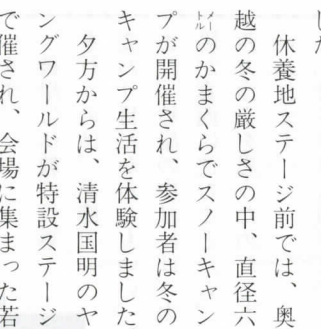 した
休養地ステージ前では、奥
越の冬の厳しさの中、直径六
㍍のかまくらでスノーキャン
プが開催され、参加者は冬の
キャンプ生活を体験しました
夕方からは、清水国明のヤ
ングワールドが特設ステージ
で催され、会場に集まった若